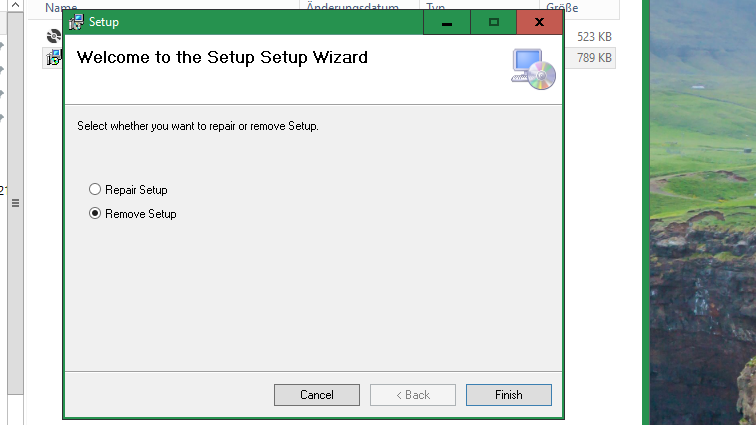 Name Änderungsdatum Typ Größe
Setup
523 KB
Welcome to the Setup Setup Wizard
789 KB
Select whether you want to repair or remove Setup.
Repair Setup
Remove Setup
Cancel < Back Finish